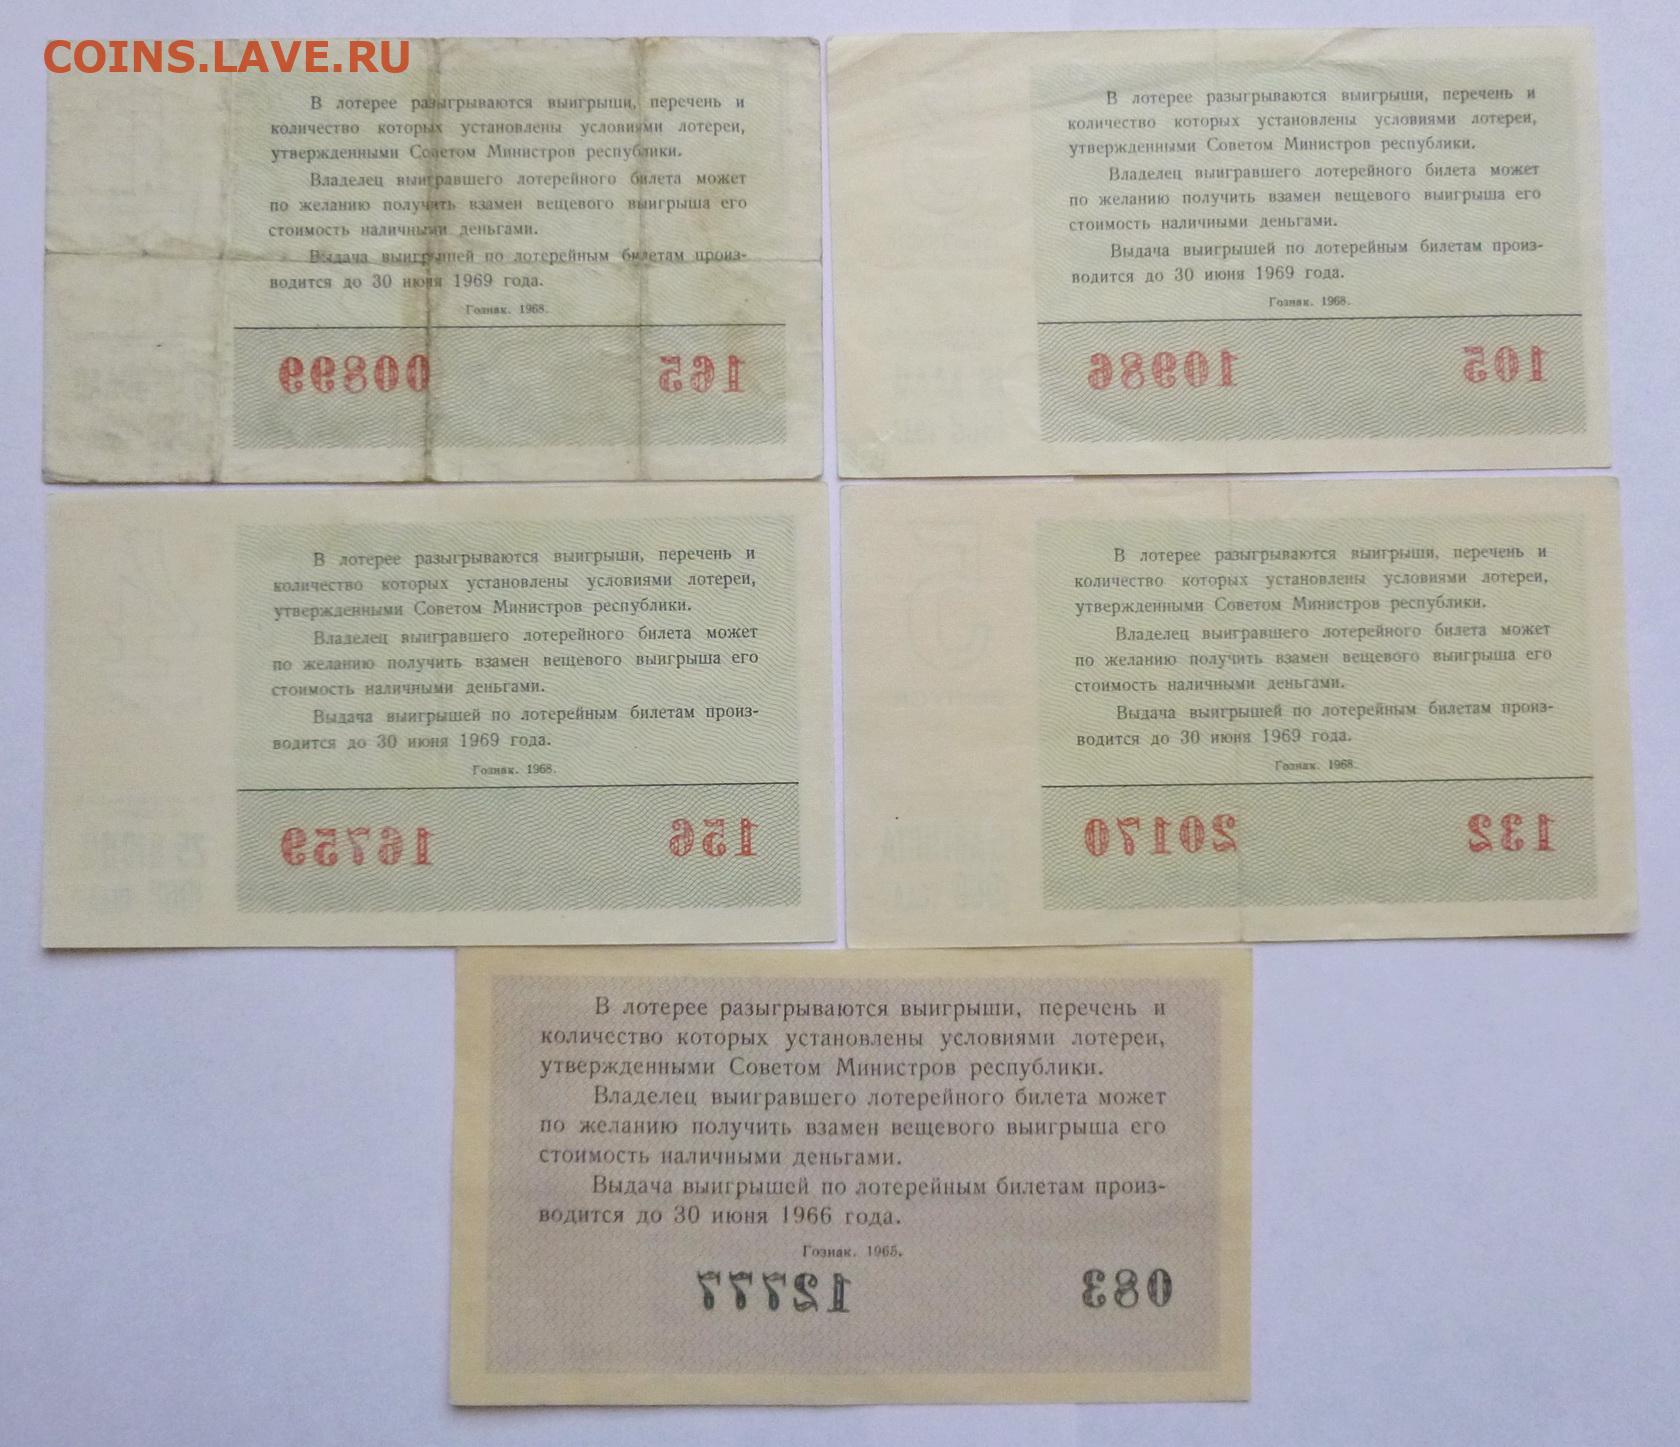 COINS.LAVE.RU
В лотерее разыгрываются выигрыши, перечень и
количество которых установлены условиями лотереи,
утвержденными Советом Министров республики.
Владелец выигравшего лотерейного билета может
по желанию получить взамен вещевого выигрыша его
стоимость наличными деньгами.
Выдача выигрышей по лотерейным билетам произ-
водится до 30 июня 1969 года.
Гознак. 1968.
00899 165
В лотерее разыгрываются выигрыши, перечень и
количество которых установлены условиями лотереи,
утвержденными Советом Министров республики.
Владелец выигравшего лотерейного билета может
по желанию получить взамен вещевого выигрыша его
стоимость наличными деньгами.
Выдача выигрышей по лотерейным билетам произ-
водится до 30 июня 1969 года.
Гознак. 1968.
10986 105
В лотерее разыгрываются выигрыши, перечень и
количество которых установлены условиями лотереи,
утвержденными Советом Министров республики.
Владелец выигравшего лотерейного билета может
по желанию получить взамен вещевого выигрыша его
стоимость наличными деньгами.
Выдача выигрышей по лотерейным билетам произ-
водится до 30 июня 1969 года.
Гознак. 1968.
16759 156
В лотерее разыгрываются выигрыши, перечень и
количество которых установлены условиями лотереи,
утвержденными Советом Министров республики.
Владелец выигравшего лотерейного билета может
по желанию получить взамен вещевого выигрыша его
стоимость наличными деньгами.
Выдача выигрышей по лотерейным билетам произ-
водится до 30 июня 1969 года.
Гознак. 1968.
20170 132
В лотерее разыгрываются выигрыши, перечень и
количество которых установлены условиями лотереи,
утвержденными Советом Министров республики.
Владелец выигравшего лотерейного билета может
по желанию получить взамен вещевого выигрыша его
стоимость наличными деньгами.
Выдача выигрышей по лотерейным билетам произ-
водится до 30 июня 1966 года.
Гознак. 1965.
12777 083